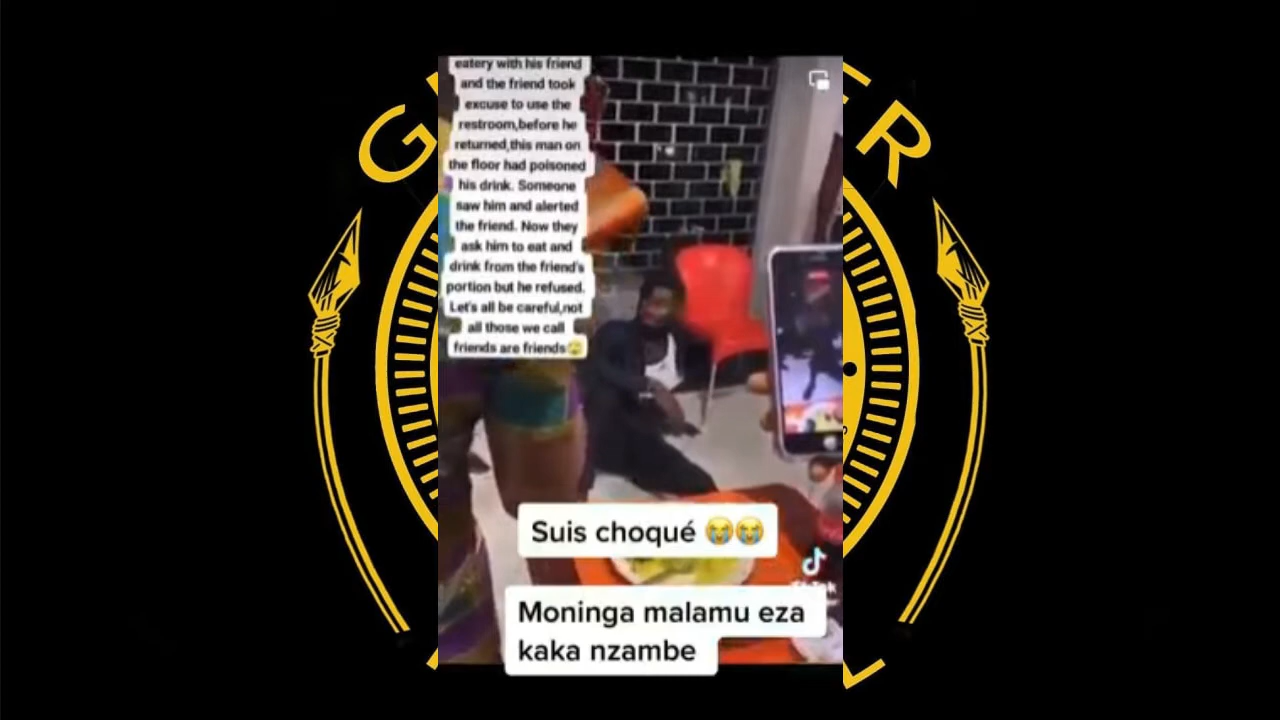 eatery with his friend
and the friend took
excuse to use the
restroom,before he
returned,this man on
the floor had poisoned
his drink. Someone
saw him and alerted
the friend. Now they
ask him to eat and
drink from the friend's
portion but he refused.
Let's all be careful,not
all those we call
friends are friends😩
Suis choqué 😭😭
Moninga malamu eza
kaka nzambe